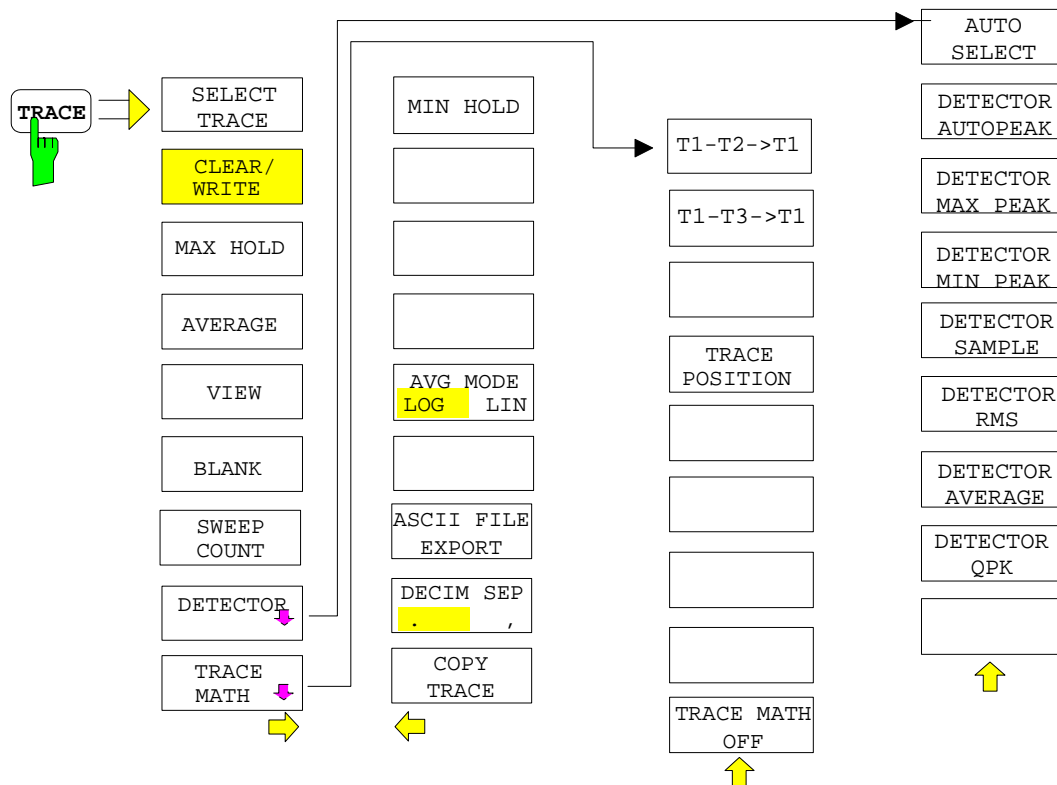 TRACE
SELECT
TRACE
CLEAR/
WRITE
MAX HOLD
AVERAGE
VIEW
BLANK
SWEEP
COUNT
DETECTOR
TRACE
MATH
MIN HOLD
AVG MODE
LOG LIN
ASCII FILE
EXPORT
DECIM SEP
. ,
COPY
TRACE
T1-T2->T1
T1-T3->T1
TRACE
POSITION
TRACE MATH
OFF
AUTO
SELECT
DETECTOR
AUTOPEAK
DETECTOR
MAX PEAK
DETECTOR
MIN PEAK
DETECTOR
SAMPLE
DETECTOR
RMS
DETECTOR
AVERAGE
DETECTOR
QPK